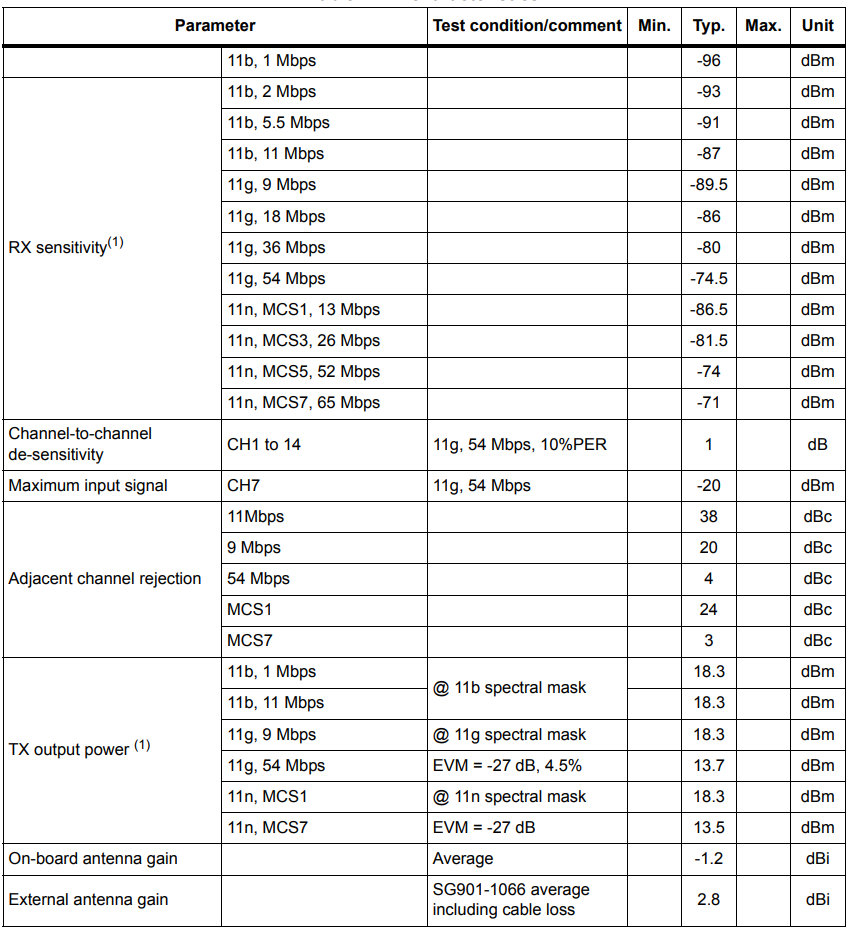 Parameter Test condition/comment Min. Typ. Max. Unit
11b, 1 Mbps -96 dBm
11b, 2 Mbps -93 dBm
11b, 5.5 Mbps -91 dBm
11b, 11 Mbps -87 dBm
11g, 9 Mbps -89.5 dBm
11g, 18 Mbps -86 dBm
RX sensitivity(1) 11g, 36 Mbps -80 dBm
11g, 54 Mbps -74.5 dBm
11n, MCS1, 13 Mbps -86.5 dBm
11n, MCS3, 26 Mbps -81.5 dBm
11n, MCS5, 52 Mbps -74 dBm
11n, MCS7, 65 Mbps -71 dBm
Channel-to-channel
de-sensitivity CH1 to 14 11g, 54 Mbps, 10%PER 1 dB
Maximum input signal CH7 11g, 54 Mbps -20 dBm
11Mbps 38 dBc
9 Mbps 20 dBc
Adjacent channel rejection 54 Mbps 4 dBc
MCS1 24 dBc
MCS7 3 dBc
11b, 1 Mbps @ 11b spectral mask 18.3 dBm
11b, 11 Mbps 18.3 dBm
TX output power (1) 11g, 9 Mbps @ 11g spectral mask 18.3 dBm
11g, 54 Mbps EVM = -27 dB, 4.5% 13.7 dBm
11n, MCS1 @ 11n spectral mask 18.3 dBm
11n, MCS7 EVM = -27 dB 13.5 dBm
On-board antenna gain Average -1.2 dBi
External antenna gain SG901-1066 average
including cable loss 2.8 dBi